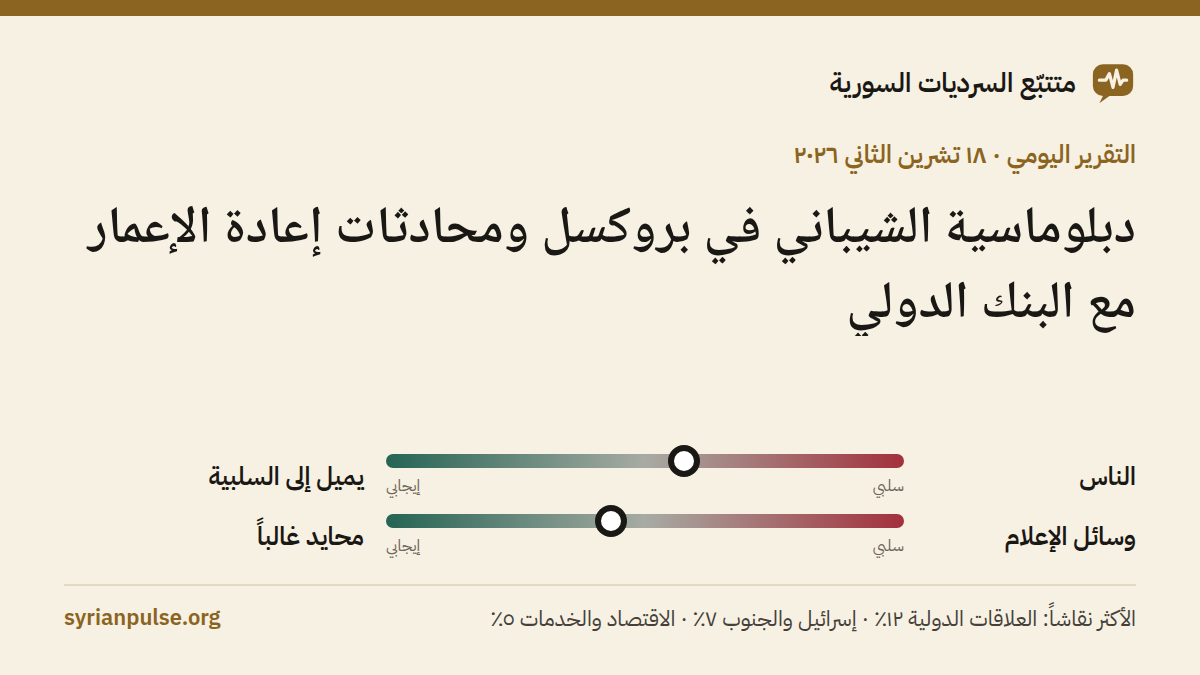 متتبّع السرديات السورية
التقرير اليومي · ١٨ تشرين الثاني ٢٠٢٦
دبلوماسية الشيباني في بروكسل ومحادثات إعادة الإعمار
مع البنك الدولي
الناس
سلبي
إيجابي
يميل إلى السلبية
وسائل الإعلام
سلبي
إيجابي
محايد غالباً
الأكثر نقاشاً: العلاقات الدولية ١٢٪ · إسرائيل والجنوب ٧٪ · الاقتصاد والخدمات ٥٪
syrianpulse.org